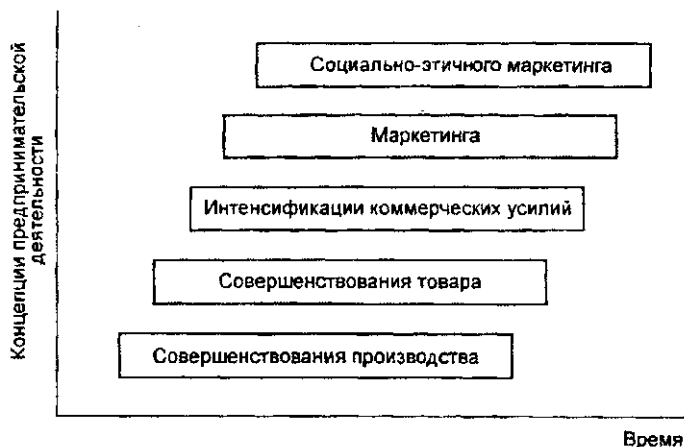 Концепции предпринимательской
деятельности
Социально-этичного маркетинга
Маркетинга
Интенсификации коммерческих усилий
Совершенствования товара
Совершенствования производства
Время